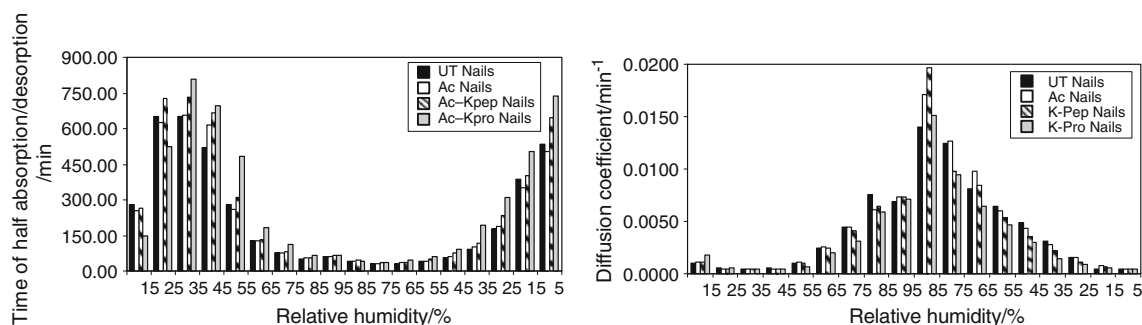 Time of half absorption/desorption
/min
900.00
750.00
600.00
450.00
300.00
150.00
0.00
UT Nails
Ac Nails
Ac–Kpep Nails
Ac–Kpro Nails
15 25 35 45 55 65 75 85 95 95 85 75 65 55 45 35 25 15 5
Relative humidity/%
Diffusion coefficient/min-1
0.0200
0.0150
0.0100
0.0050
0.0000
UT Nails
Ac Nails
K-Pep Nails
K-Pro Nails
15 25 35 45 55 65 75 85 95 85 75 65 55 45 35 25 15 5
Relative humidity/%